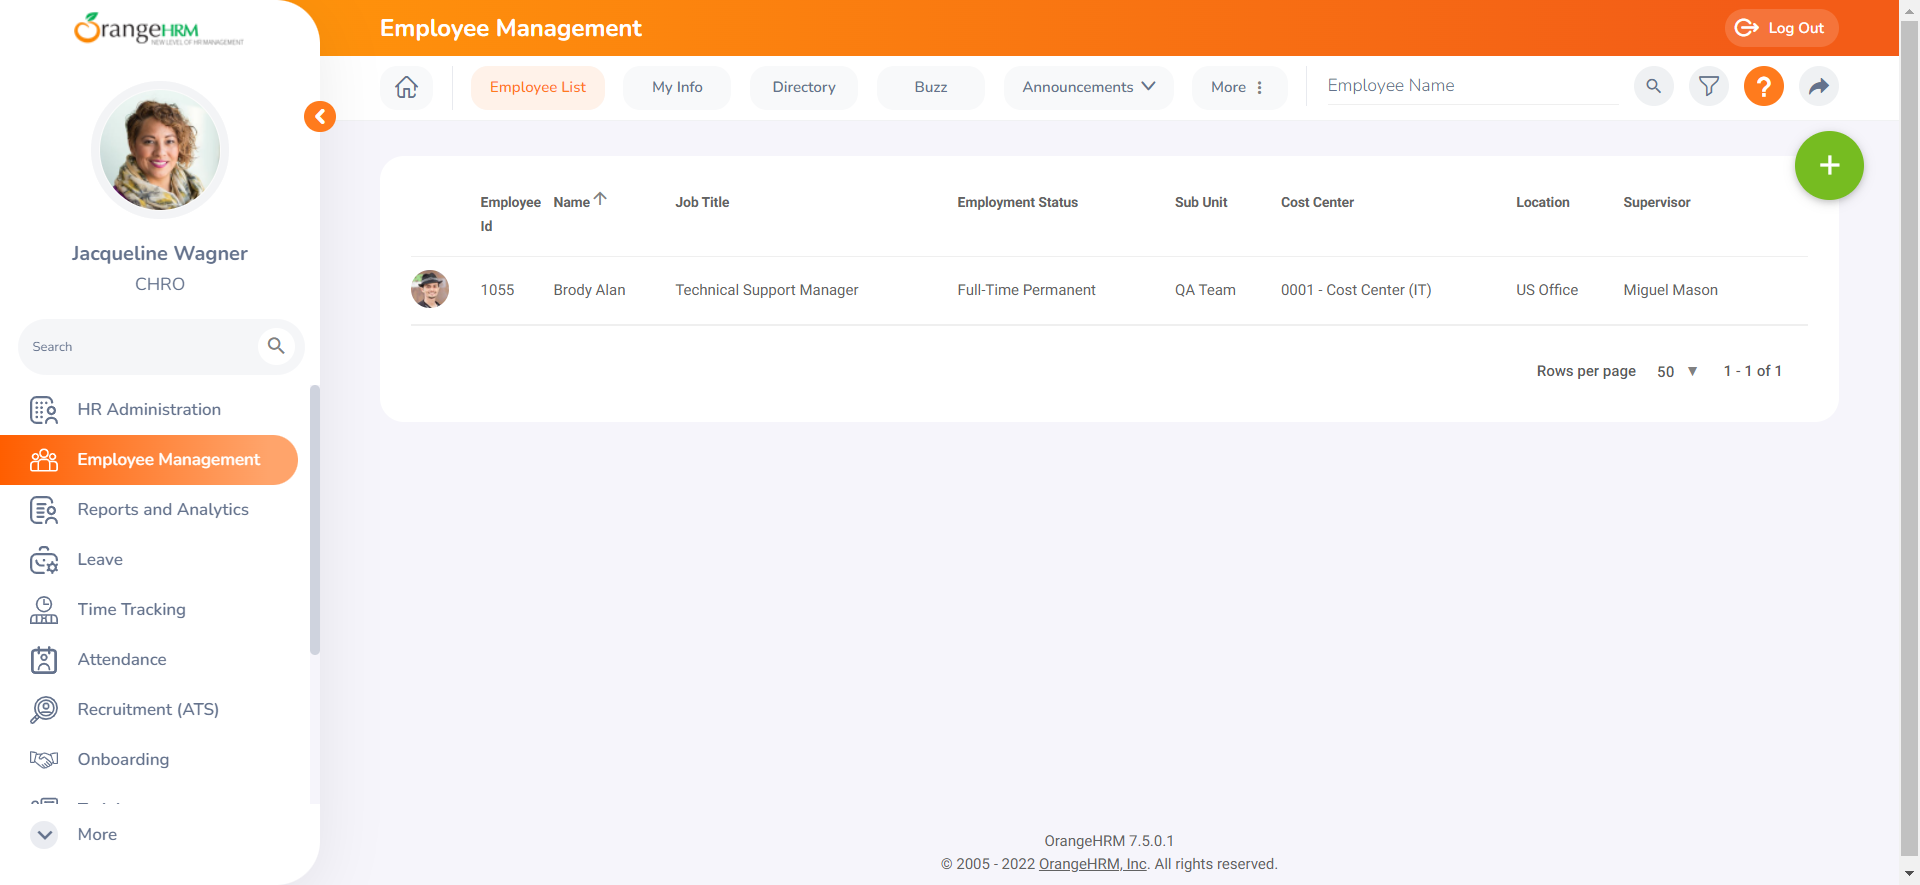 OrangeHRM
NEW LEVEL OF HR MANAGEMENT
Jacqueline Wagner
CHRO
Search
HR Administration
Employee Management
Reports and Analytics
Leave
Time Tracking
Attendance
Recruitment (ATS)
Onboarding
More
Employee Management
Log Out
Employee List
My Info
Directory
Buzz
Announcements
More
Employee Name
?
+
Employee Id
Name
Job Title
Employment Status
Sub Unit
Cost Center
Location
Supervisor
1055
Brody Alan
Technical Support Manager
Full-Time Permanent
QA Team
0001 - Cost Center (IT)
US Office
Miguel Mason
Rows per page
50
1 - 1 of 1
OrangeHRM 7.5.0.1
© 2005 - 2022 OrangeHRM, Inc. All rights reserved.